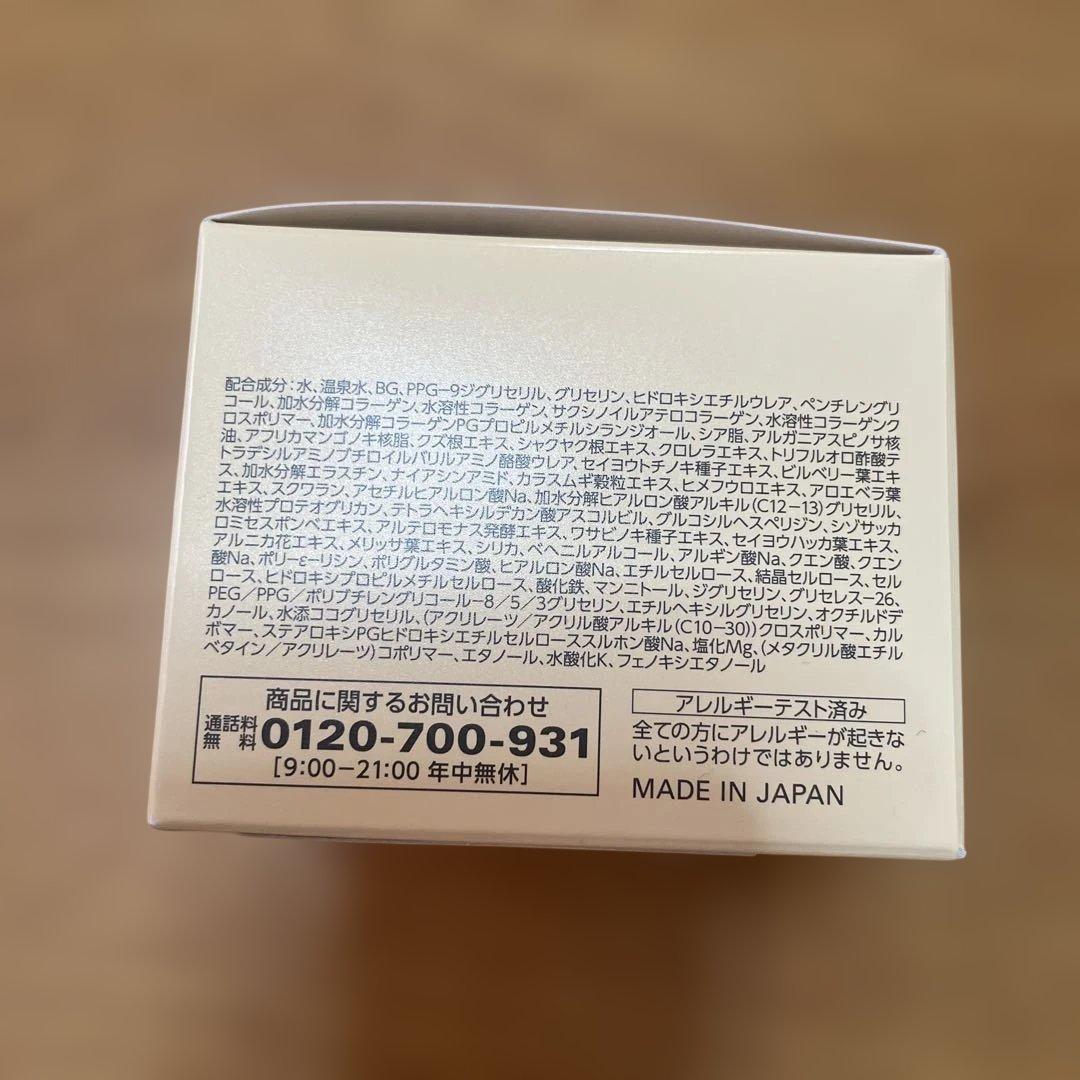 配合成分：水、温泉水、BG、PPG-9ジグリセリル、グリセリン、ヒドロキシエチルウレア、ペンチレングリ
コール、加水分解コラーゲン、水溶性コラーゲン、サクシノイルアテロコラーゲン、水溶性コラーゲンク
ロスポリマー、加水分解コラーゲンPGプロピルメチルシランジオール、シア脂、アルガニアスピノサ核
油、アフリカマンゴノキ核脂、クズ根エキス、シャクヤク根エキス、クロレラエキス、トリフルオロ酢酸テ
トラデシルアミノブチロイルバリルアミノ酪酸ウレア、セイヨウトチノキ種子エキス、ビルベリー葉エキ
ス、加水分解エラスチン、ナイアシンアミド、カラスムギ穀粒エキス、ヒメフウロエキス、アロエベラ葉
エキス、スクワラン、アセチルヒアルロン酸Na、加水分解ヒアルロン酸アルキル(C12-13)グリセリル、
水溶性プロテオグリカン、テトラヘキシルデカン酸アスコルビル、グルコシルヘスペリジン、シゾサッカ
ロミセスポンベエキス、アルテロモナス発酵エキス、ワサビノキ種子エキス、セイヨウハッカ葉エキス、
アルニカ花エキス、メリッサ葉エキス、シリカ、ベヘニルアルコール、アルギン酸Na、クエン酸、クエン
酸Na、ポリ-ε-リシン、ポリグルタミン酸、ヒアルロン酸Na、エチルセルロース、結晶セルロース、セル
ロース、ヒドロキシプロピルメチルセルロース、酸化鉄、マンニトール、ジグリセリン、グリセレス-26、
PEG／PPG／ポリブチレングリコール-8／5／3グリセリン、エチルヘキシルグリセリン、オクチルドデ
カノール、水添ココグリセリル、(アクリレーツ／アクリル酸アルキル(C10-30))クロスポリマー、カル
ボマー、ステアロキシPGヒドロキシエチルセルローススルホン酸Na、塩化Mg、(メタクリル酸エチル
ベタイン／アクリレーツ)コポリマー、エタノール、水酸化K、フェノキシエタノール
商品に関するお問い合わせ
通話料無料 0120-700-931
[9:00-21:00 年中無休]
アレルギーテスト済み
全ての方にアレルギーが起きな
いというわけではありません。
MADE IN JAPAN